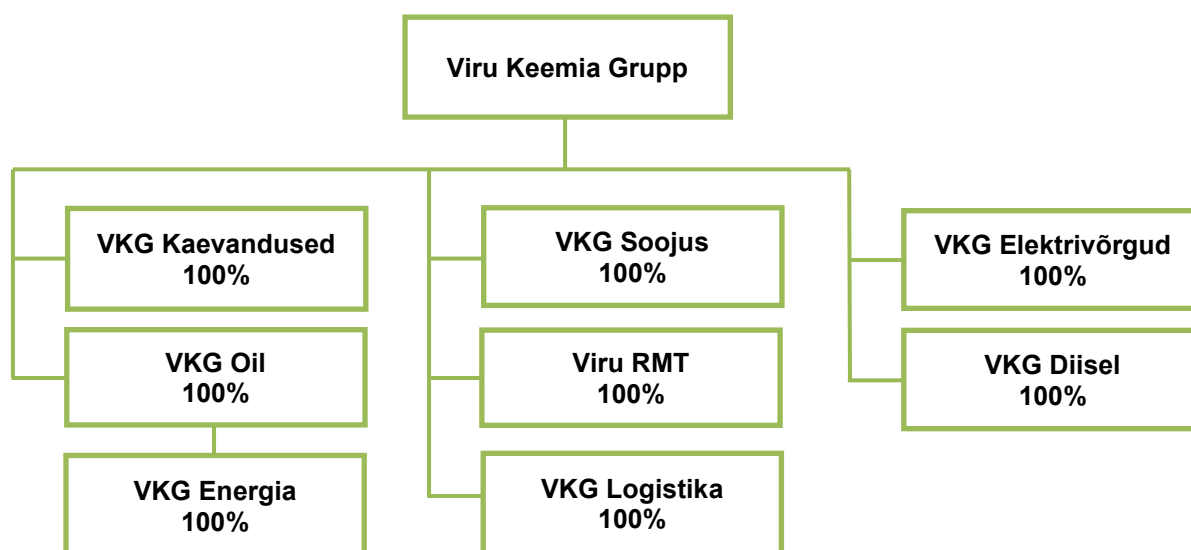 Viru Keemia Grupp
VKG Kaevandused
100%
VKG Soojus
100%
VKG Elektrivõrgud
100%
VKG Oil
100%
Viru RMT
100%
VKG Diisel
100%
VKG Energia
100%
VKG Logistika
100%